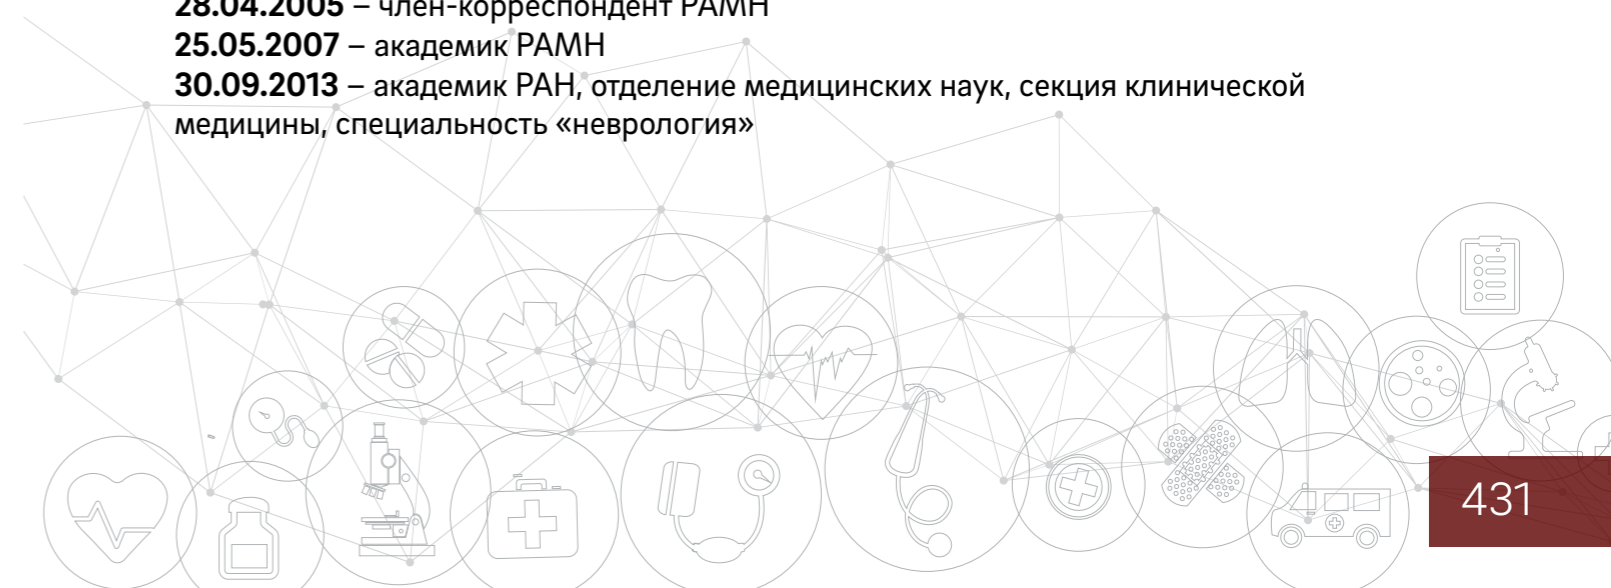 28.04.2005 – член-корреспондент РАМН
25.05.2007 – академик РАМН
30.09.2013 – академик РАН, отделение медицинских наук, секция клинической
медицины, специальность «неврология»
431